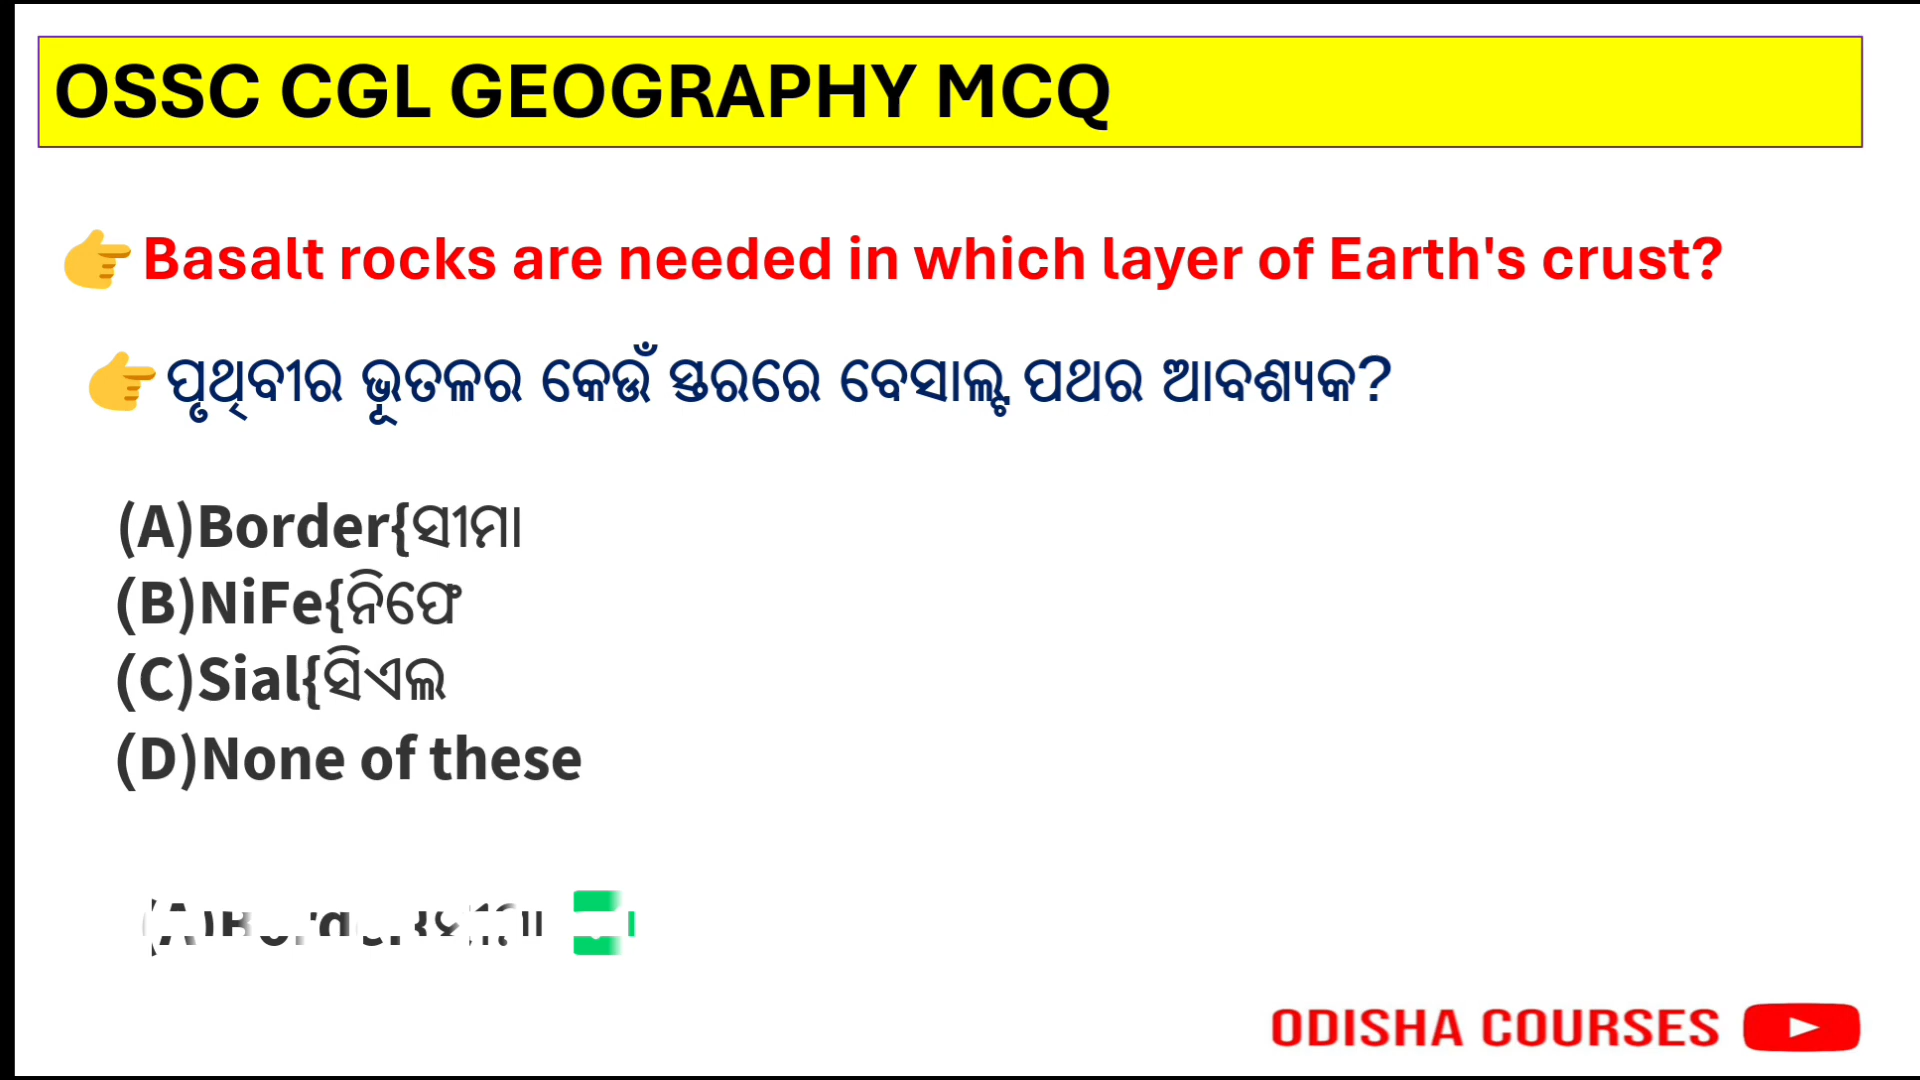 OSSC CGL GEOGRAPHY MCQ
👉Basalt rocks are needed in which layer of Earth's crust?
👉ପୃଥିବୀର ଭୂତଳର କେଉଁ ସ୍ତରରେ ବେସାଲ୍ଟ ପଥର ଆବଶ୍ୟକ?
(A)Border{ସୀମା
(B)NiFe{ନିଫେ
(C)Sial{ସିଏଲ
(D)None of these
(A)Border{ସୀମା
ODISHA COURSES